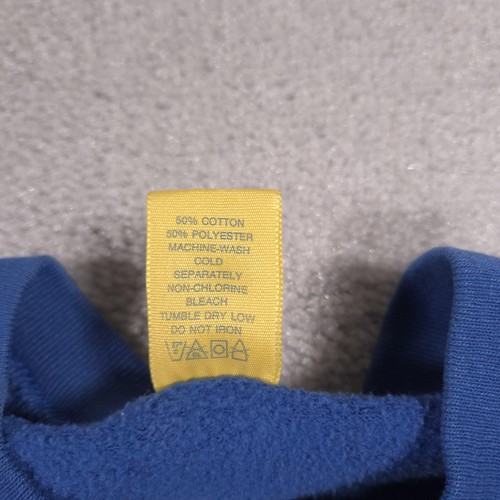 50% COTTON
50% POLYESTER
MACHINE-WASH
COLD
SEPARATELY
NON-CHLORINE
BLEACH
TUMBLE DRY LOW
DO NOT IRON